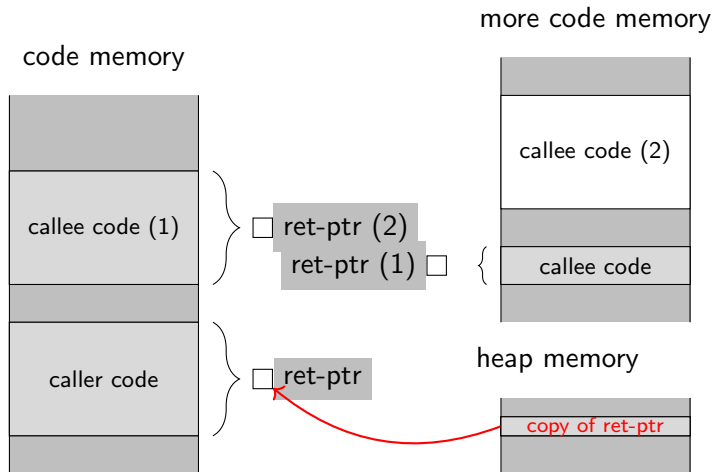 more code memory
code memory
callee code (2)
callee code (1)
ret-ptr (2)
ret-ptr (1)
callee code
caller code
ret-ptr
heap memory
copy of ret-ptr